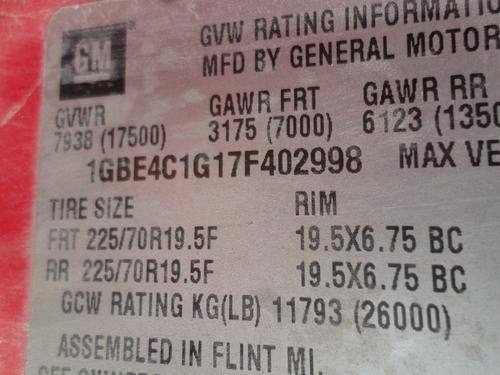 GM
GVW RATING INFORMATIO
MFD BY GENERAL MOTOR
GVWR GAWR FRT GAWR RR
7938 (17500) 3175 (7000) 6123 (1350
1GBE4C1G17F402998 MAX VE
TIRE SIZE RIM
FRT 225/70R19.5F 19.5X6.75 BC
RR 225/70R19.5F 19.5X6.75 BC
GCW RATING KG(LB) 11793 (26000)
ASSEMBLED IN FLINT MI.